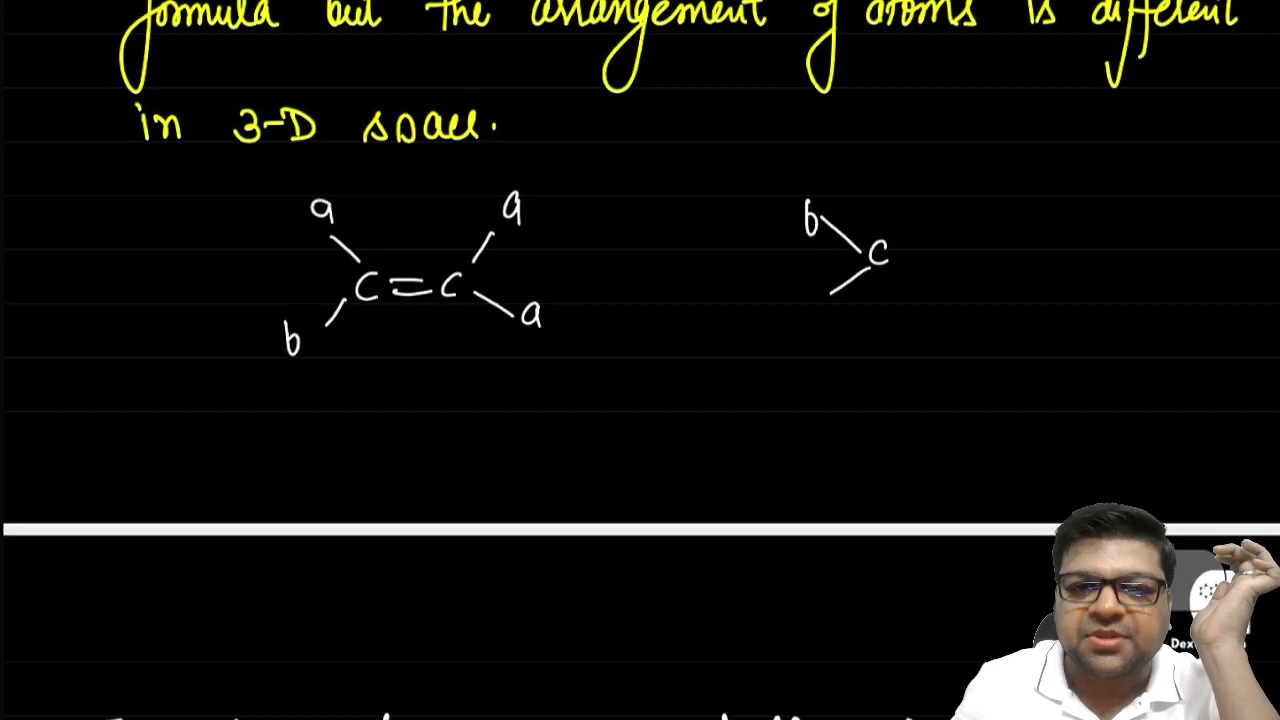 formula but the arrangement of atoms is different
in 3-D space.
a a
b
C = C
C
b a